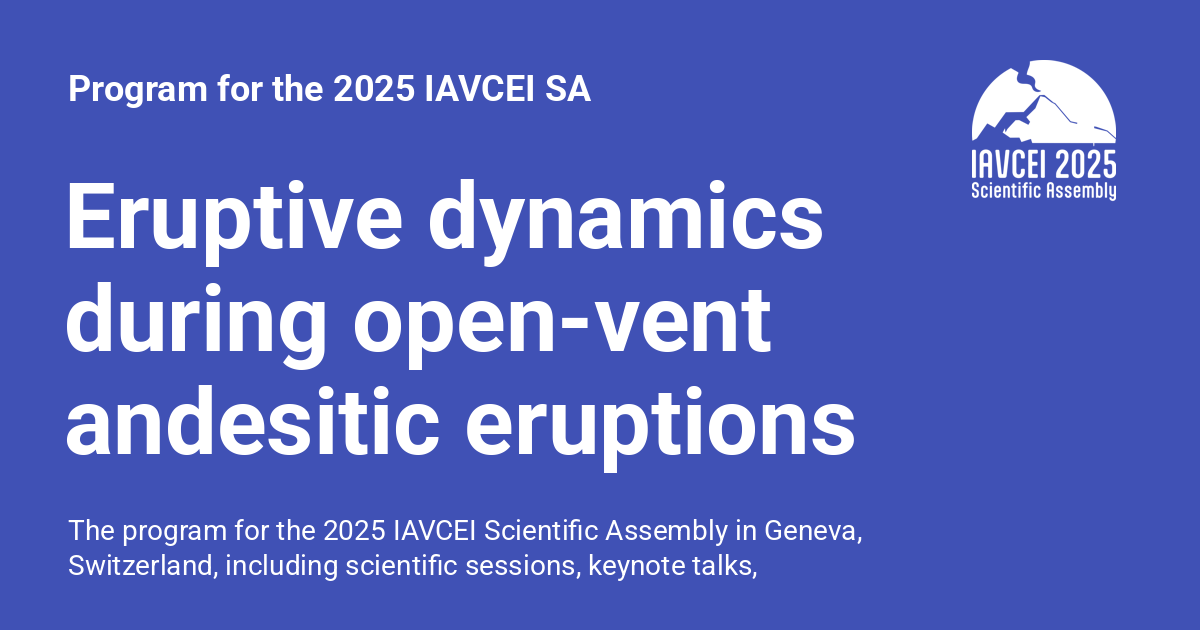 Program for the 2025 IAVCEI SA
IAVCEI 2025
Scientific Assembly
Eruptive dynamics
during open-vent
andesitic eruptions
The program for the 2025 IAVCEI Scientific Assembly in Geneva,
Switzerland, including scientific sessions, keynote talks,